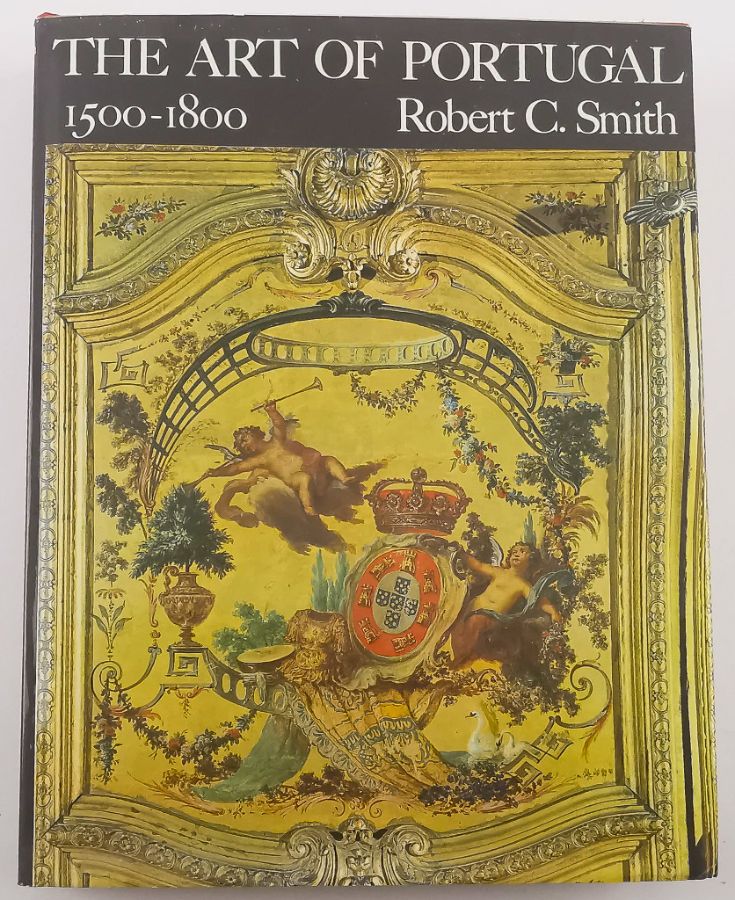 THE ART OF PORTUGAL
1500-1800 Robert C. Smith